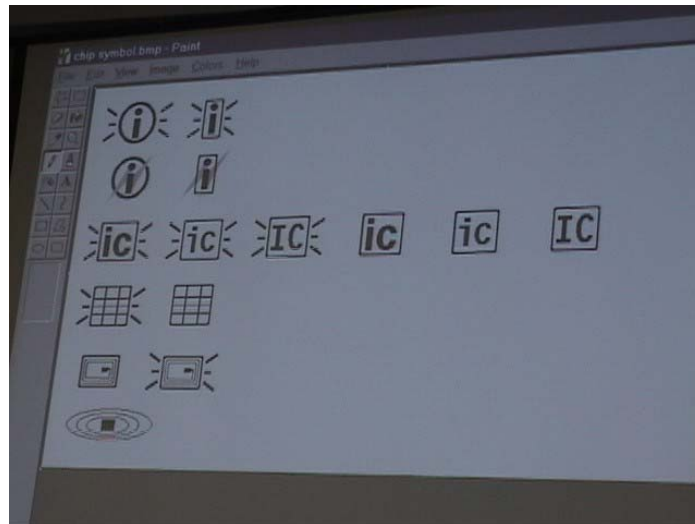 chip symbol.bmp - Paint
File Edit View Image Colors Help
A
i i
i i
ic ic IC ic ic IC